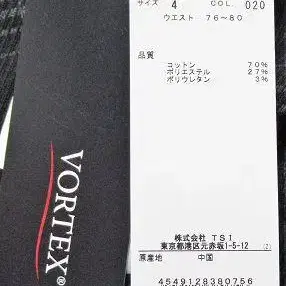 サイズ 4 COL. 020
ウエスト 76～80
品質
コットン 70%
ポリエステル 27%
ポリウレタン 3%
株式会社 TSI
東京都港区元赤坂1-5-12 (Z)
原産地 中国
4549128380756
VORTEX®